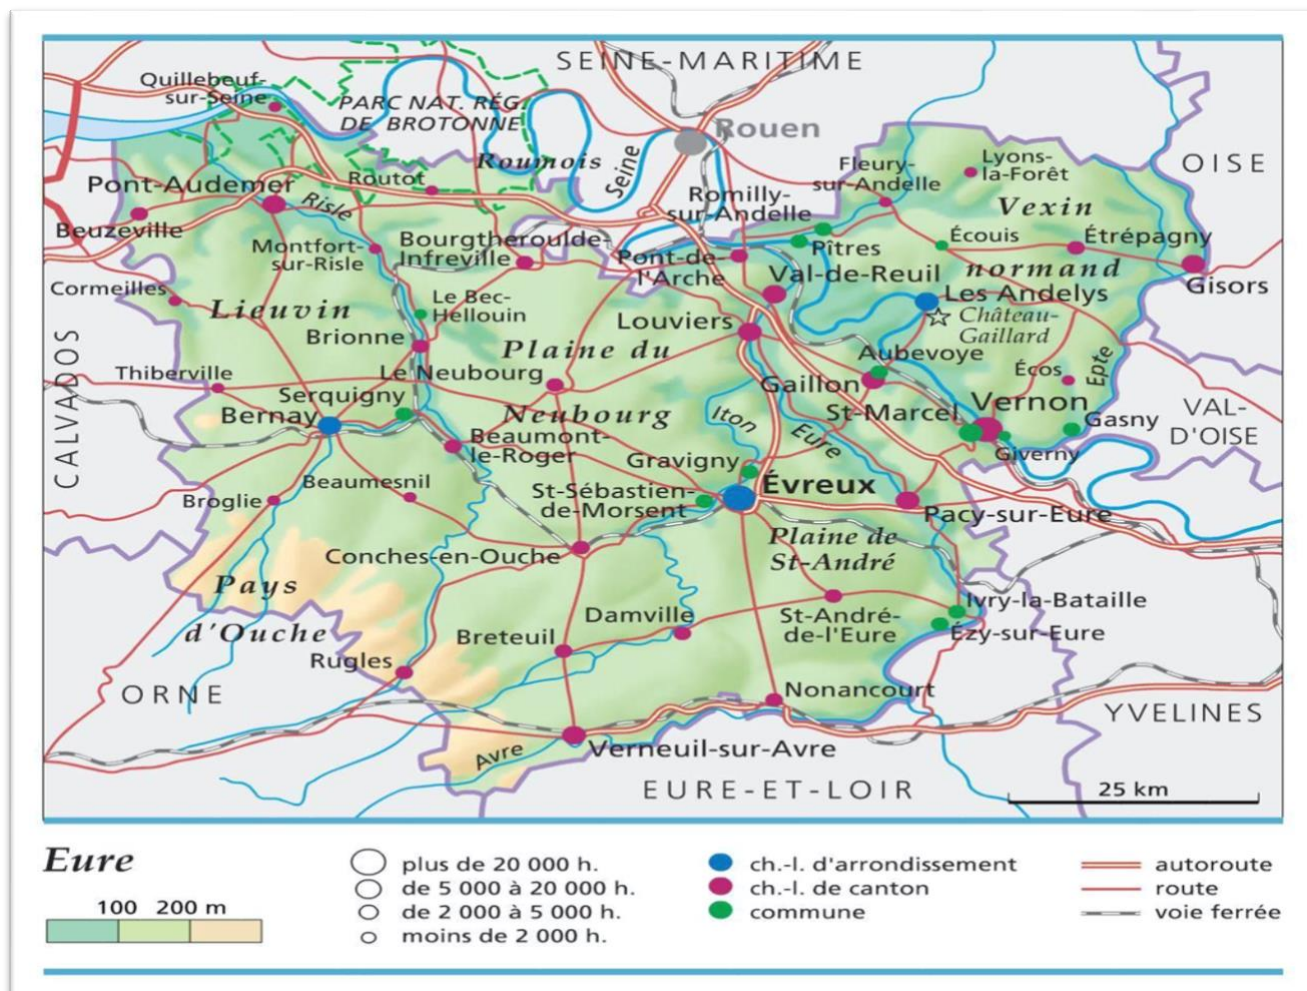 SEINE-MARITIME
Quillebeuf-
sur-Seine
PARC NAT. RÉG.
DE BROTONNE
Rouen
Roumois
Seine
OISE
Lyons-
la-Forêt
Fleury-
sur-Andelle
Pont-Audemer
Routot
Risle
Romilly-
sur-Andelle
Vexin
normand
Beuzeville
Montfort-
sur-Risle
Bourgtheroulde-
Infreville
Pont-de-
l'Arche
Pîtres
Écouis
Étrépagny
Val-de-Reuil
Gisors
Cormeilles
Lieuvin
Le Bec-
Hellouin
Les Andelys
Château-
Gaillard
Brionne
Louviers
Plaine du
Neubourg
Aubevoye
Écos
Epte
CALVADOS
Thiberville
Le Neubourg
Gaillon
Serquigny
Bernay
Iton
Eure
St-Marcel
Vernon
Gasny
VAL-
D'OISE
Beaumont-
le-Roger
Gravigny
Giverny
Broglie
Beaumesnil
St-Sébastien-
de-Morsent
Évreux
Pacy-sur-Eure
Conches-en-Ouche
Plaine de
St-André
Pays
d'Ouche
Damville
St-André-
de-l'Eure
Ivry-la-Bataille
Ézy-sur-Eure
Breteuil
Rugles
ORNE
Nonancourt
YVELINES
Avre
Verneuil-sur-Avre
EURE-ET-LOIR
25 km
Eure
100 200 m
plus de 20 000 h.
de 5 000 à 20 000 h.
de 2 000 à 5 000 h.
moins de 2 000 h.
ch.-l. d'arrondissement
ch.-l. de canton
commune
autoroute
route
voie ferrée